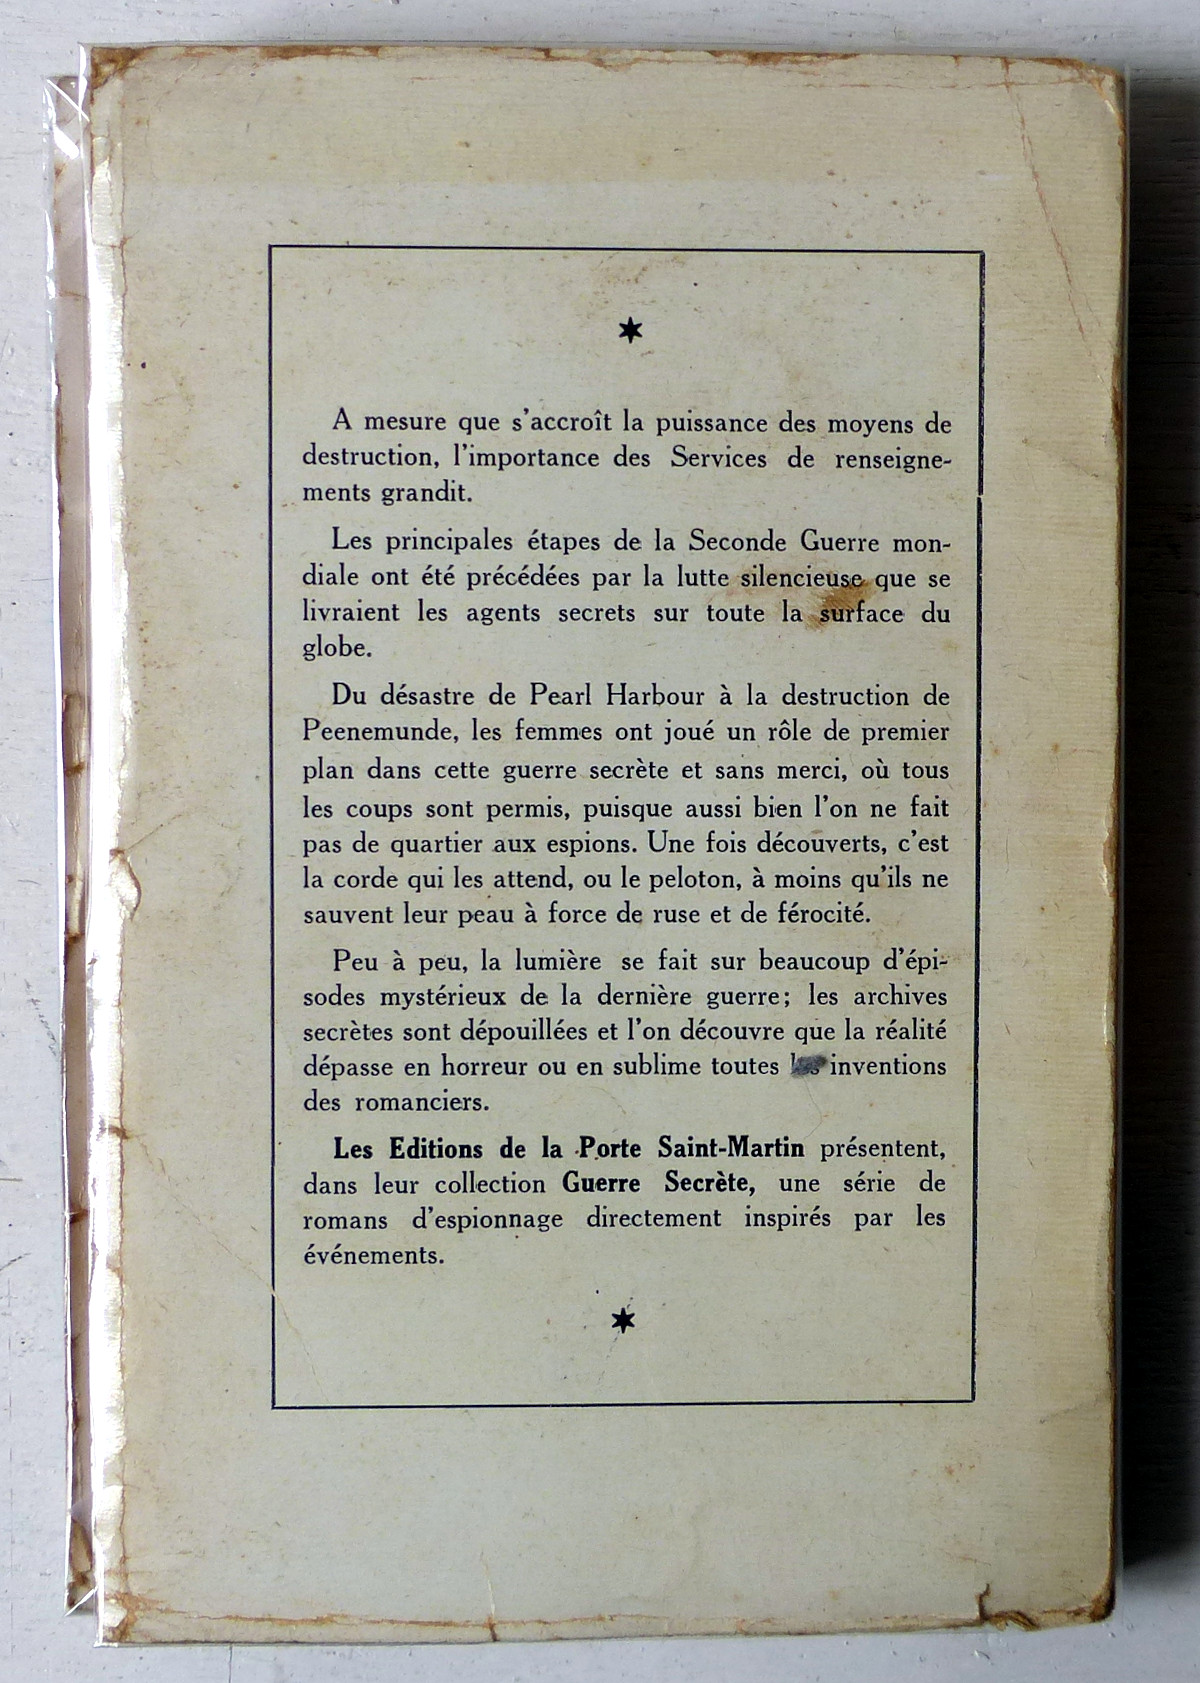 A mesure que s'accroît la puissance des moyens de
destruction, l'importance des Services de renseigne-
ments grandit.
Les principales étapes de la Seconde Guerre mon-
diale ont été précédées par la lutte silencieuse que se
livraient les agents secrets sur toute la surface du
globe.
Du désastre de Pearl Harbour à la destruction de
Peenemunde, les femmes ont joué un rôle de premier
plan dans cette guerre secrète et sans merci, où tous
les coups sont permis, puisque aussi bien l'on ne fait
pas de quartier aux espions. Une fois découverts, c'est
la corde qui les attend, ou le peloton, à moins qu'ils ne
sauvent leur peau à force de ruse et de férocité.
Peu à peu, la lumière se fait sur beaucoup d'épi-
sodes mystérieux de la dernière guerre; les archives
secrètes sont dépouillées et l'on découvre que la réalité
dépasse en horreur ou en sublime toutes les inventions
des romanciers.
Les Editions de la Porte Saint-Martin présentent,
dans leur collection Guerre Secrète, une série de
romans d'espionnage directement inspirés par les
événements.